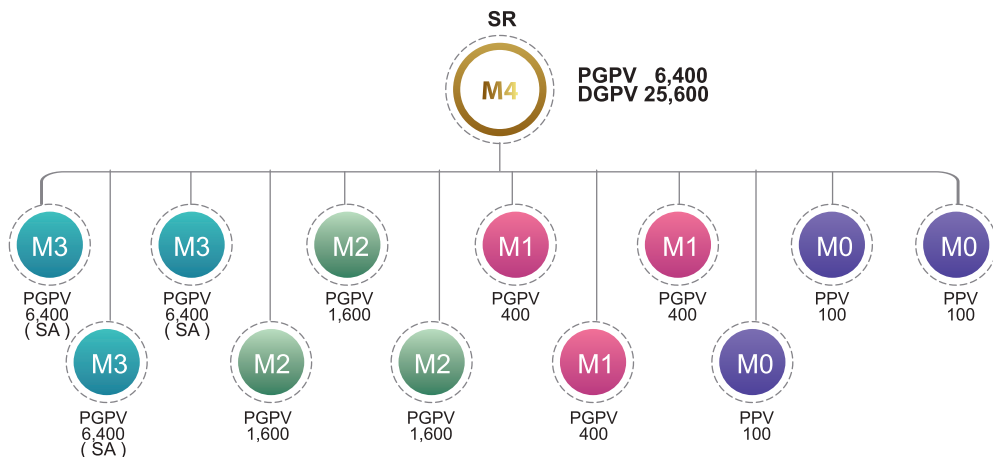 SR
M4
PGPV 6,400
DGPV 25,600
M3
PGPV
6,400
( SA )
M3
PGPV
6,400
( SA )
M2
PGPV
1,600
M1
PGPV
400
M1
PGPV
400
M0
PPV
100
M0
PPV
100
M3
PGPV
6,400
( SA )
M2
PGPV
1,600
M2
PGPV
1,600
M1
PGPV
400
M0
PPV
100